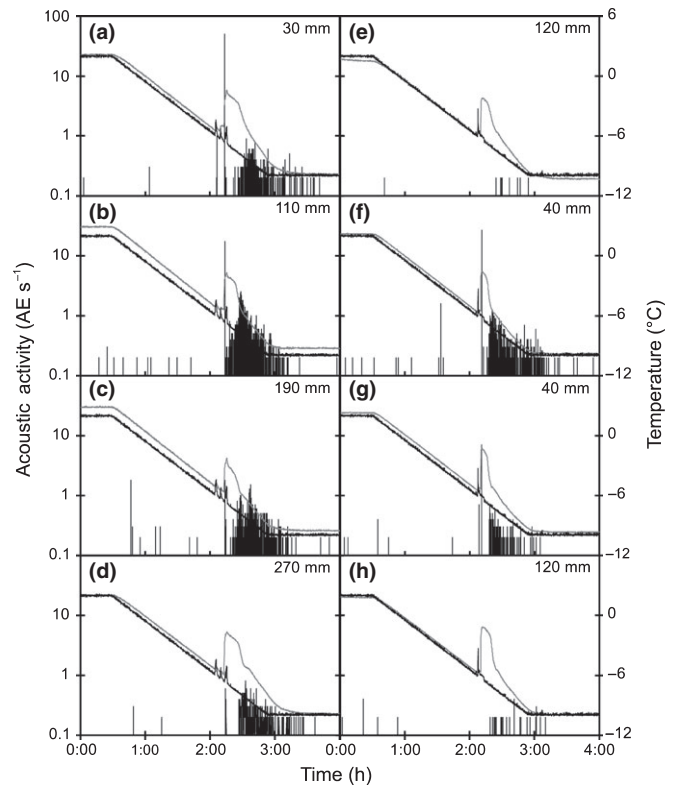 (a) 30 mm
(e) 120 mm
100
10
1
0.1
6
0
−6
−12
(b) 110 mm
(f) 40 mm
10
1
0.1
0
−6
−12
(c) 190 mm
(g) 40 mm
10
1
0.1
0
−6
−12
(d) 270 mm
(h) 120 mm
10
1
0.1
0
−6
−12
Acoustic activity (AE s⁻¹)
Temperature (°C)
0:00 1:00 2:00 3:00 0:00 1:00 2:00 3:00 4:00
Time (h)